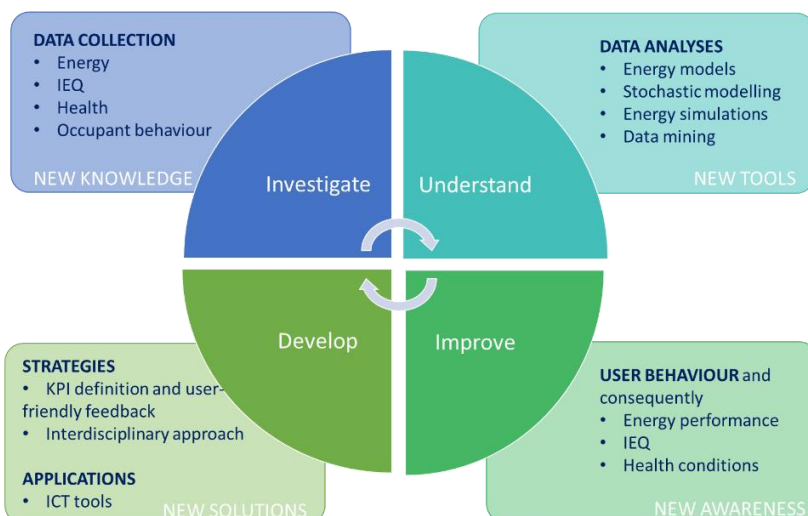 DATA COLLECTION
• Energy
• IEQ
• Health
• Occupant behaviour
NEW KNOWLEDGE
Investigate
DATA ANALYSES
• Energy models
• Stochastic modelling
• Energy simulations
• Data mining
NEW TOOLS
Understand
STRATEGIES
• KPI definition and user-
friendly feedback
• Interdisciplinary approach
APPLICATIONS
• ICT tools
NEW SOLUTIONS
Develop
Improve
USER BEHAVIOUR and
consequently
• Energy performance
• IEQ
• Health conditions
NEW AWARENESS